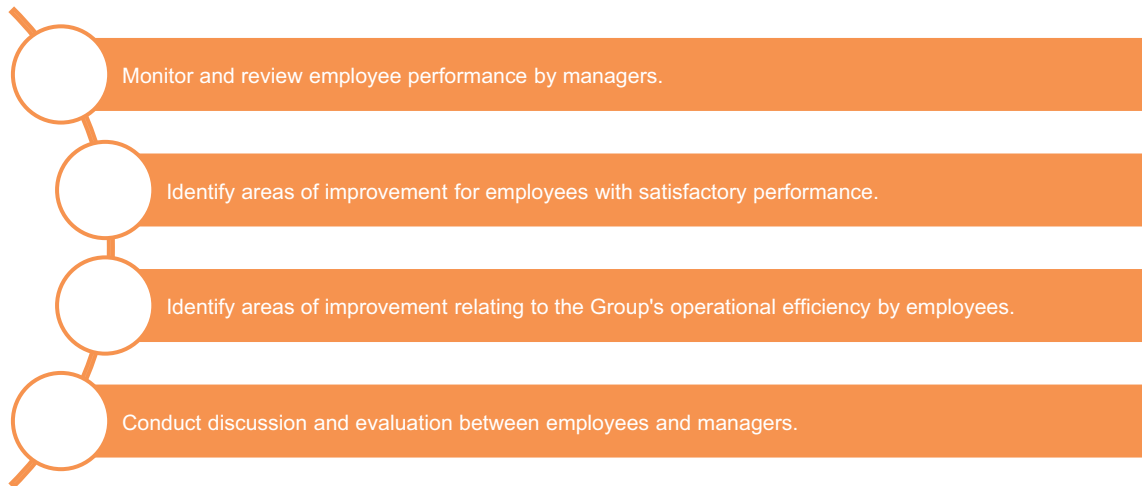 Monitor and review employee performance by managers.
Identify areas of improvement for employees with satisfactory performance.
Identify areas of improvement relating to the Group's operational efficiency by employees.
Conduct discussion and evaluation between employees and managers.